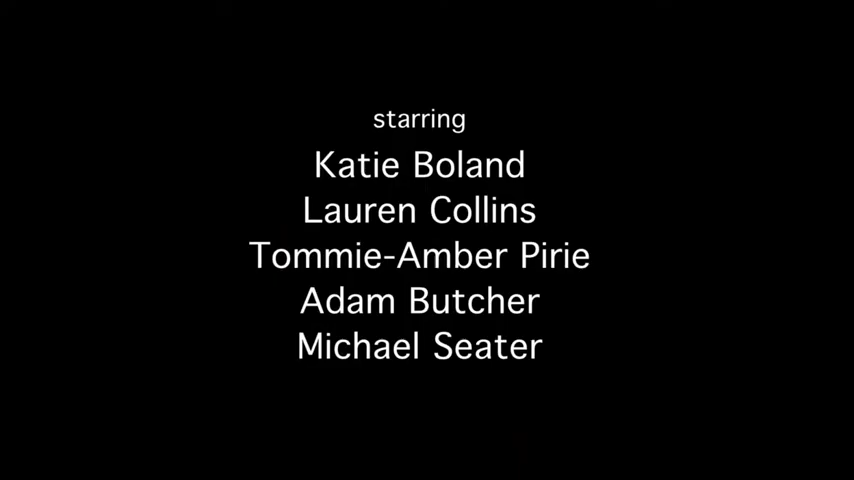 starring
Katie Boland
Lauren Collins
Tommie-Amber Pirie
Adam Butcher
Michael Seater